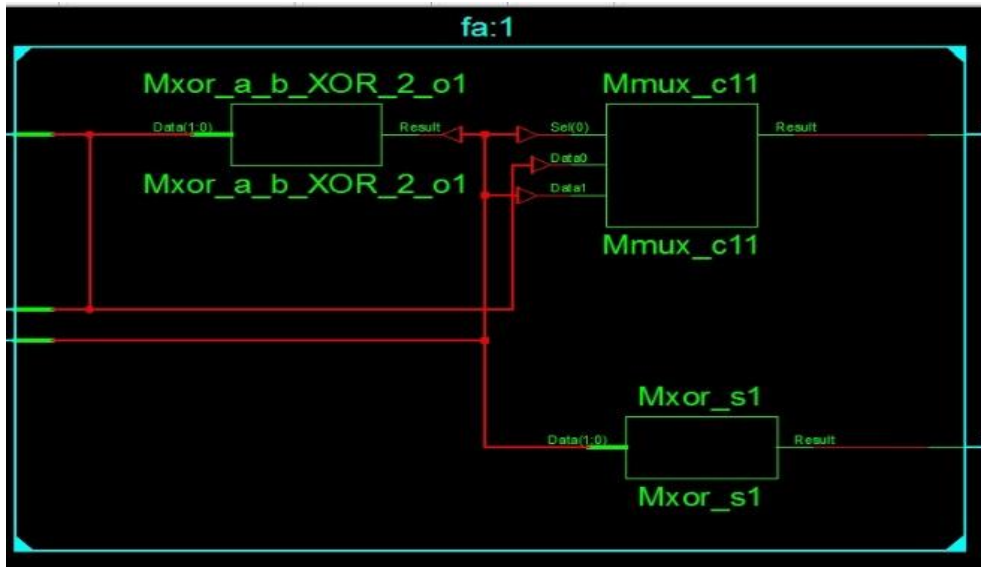 fa:1
Mxor_a_b_XOR_2_o1
Mmux_c11
Data(1:0)
Result
Sel(0)
Result
Data0
Data1
Mxor_a_b_XOR_2_o1
Mmux_c11
Mxor_s1
Data(1:0)
Result
Mxor_s1